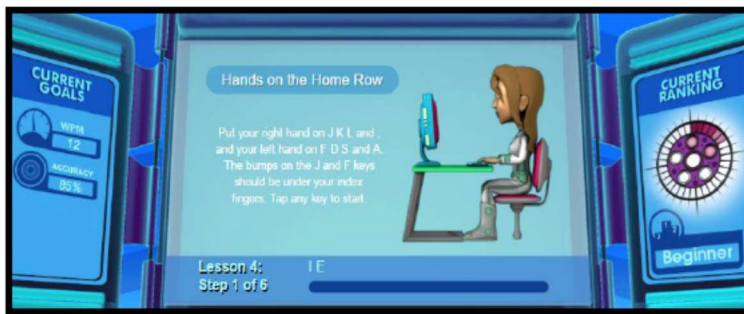 CURRENT
GOALS
WPM
12
ACCURACY
95%
Hands on the Home Row
Put your right hand on J K L and ,
and your left hand on F D S and A.
The bumps on the J and F keys
should be under your index
fingers. Tap any key to start
Lesson 4:
I E
Step 1 of 6
CURRENT
RANKING
Beginner